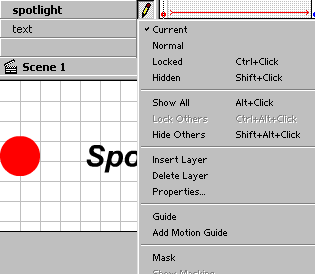 spotlight
text
Scene 1
Spo
Current
Normal
Locked Ctrl+Click
Hidden Shift+Click
Show All Alt+Click
Lock Others Ctrl+Alt+Click
Hide Others Shift+Alt+Click
Insert Layer
Delete Layer
Properties...
Guide
Add Motion Guide
Mask
Show Masking